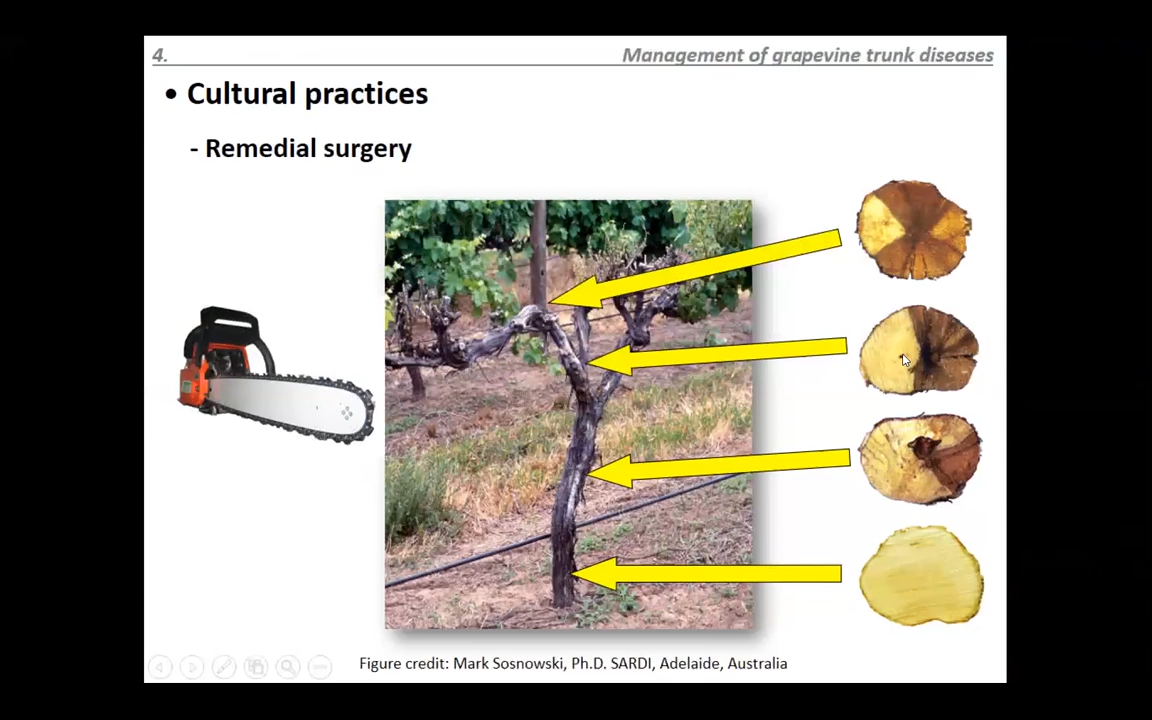 4.
Management of grapevine trunk diseases
• Cultural practices
- Remedial surgery
Figure credit: Mark Sosnowski, Ph.D. SARDI, Adelaide, Australia